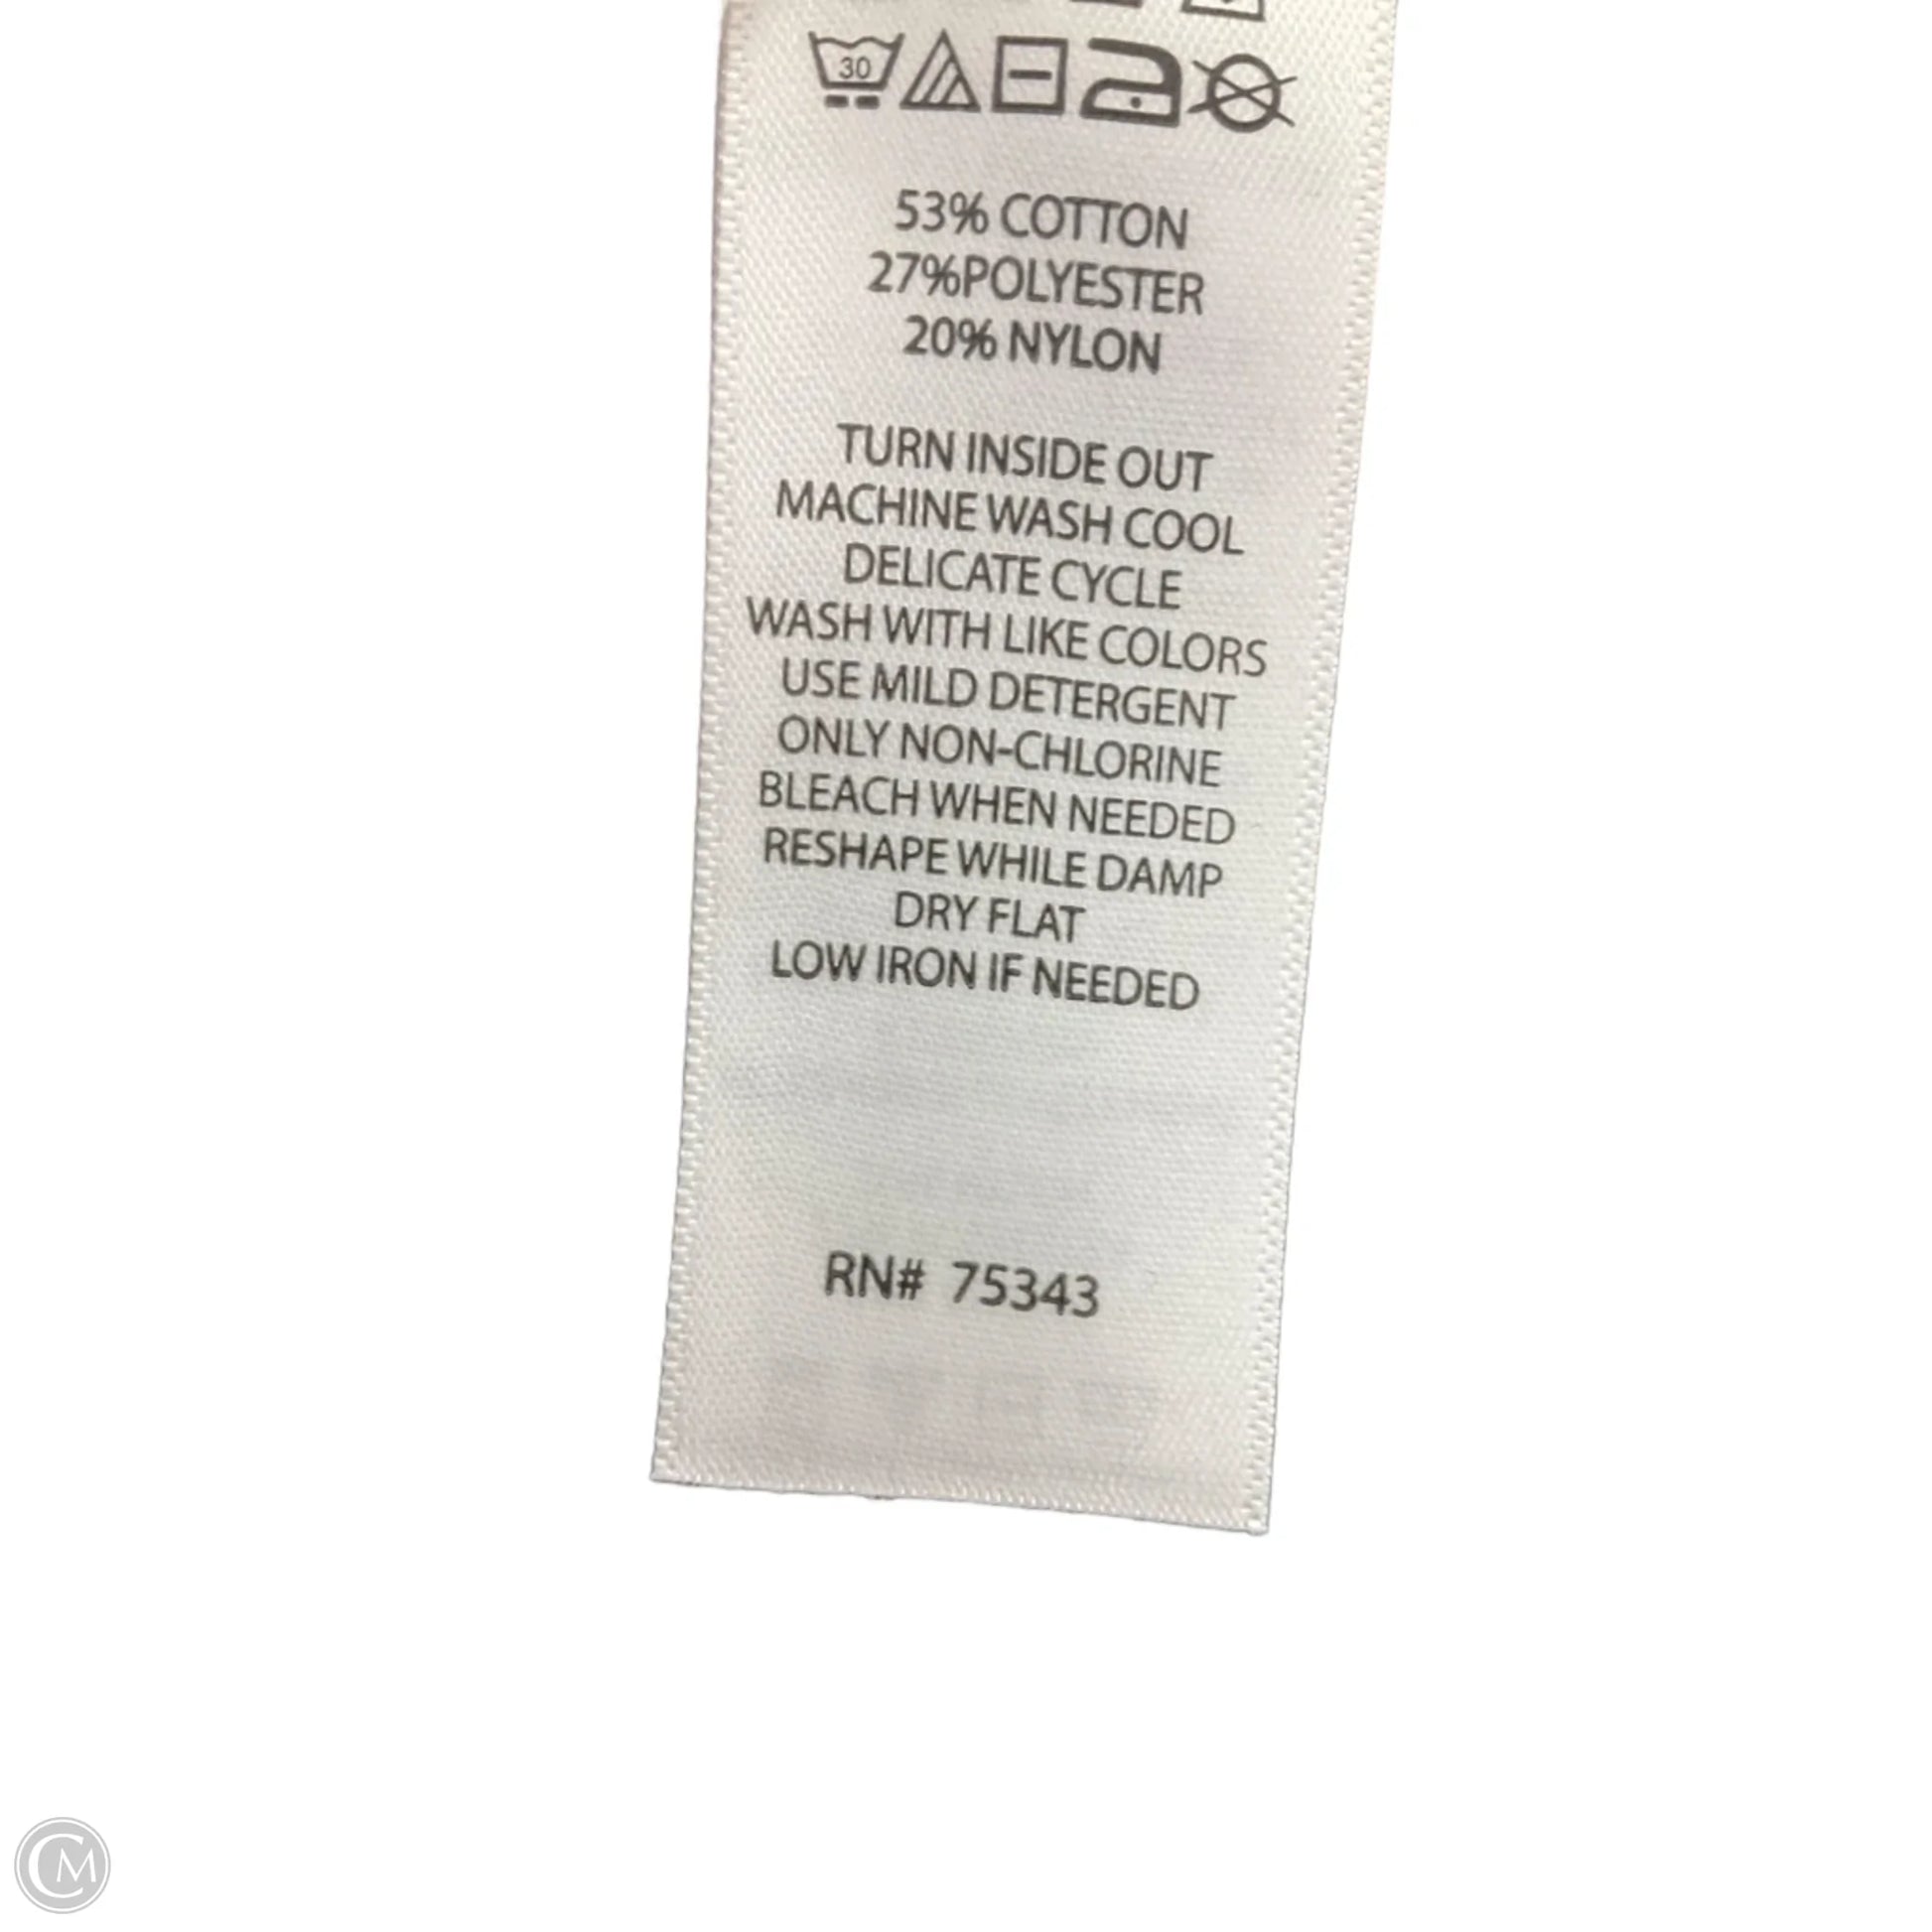 30
53% COTTON
27%POLYESTER
20% NYLON
TURN INSIDE OUT
MACHINE WASH COOL
DELICATE CYCLE
WASH WITH LIKE COLORS
USE MILD DETERGENT
ONLY NON-CHLORINE
BLEACH WHEN NEEDED
RESHAPE WHILE DAMP
DRY FLAT
LOW IRON IF NEEDED
RN# 75343
CM